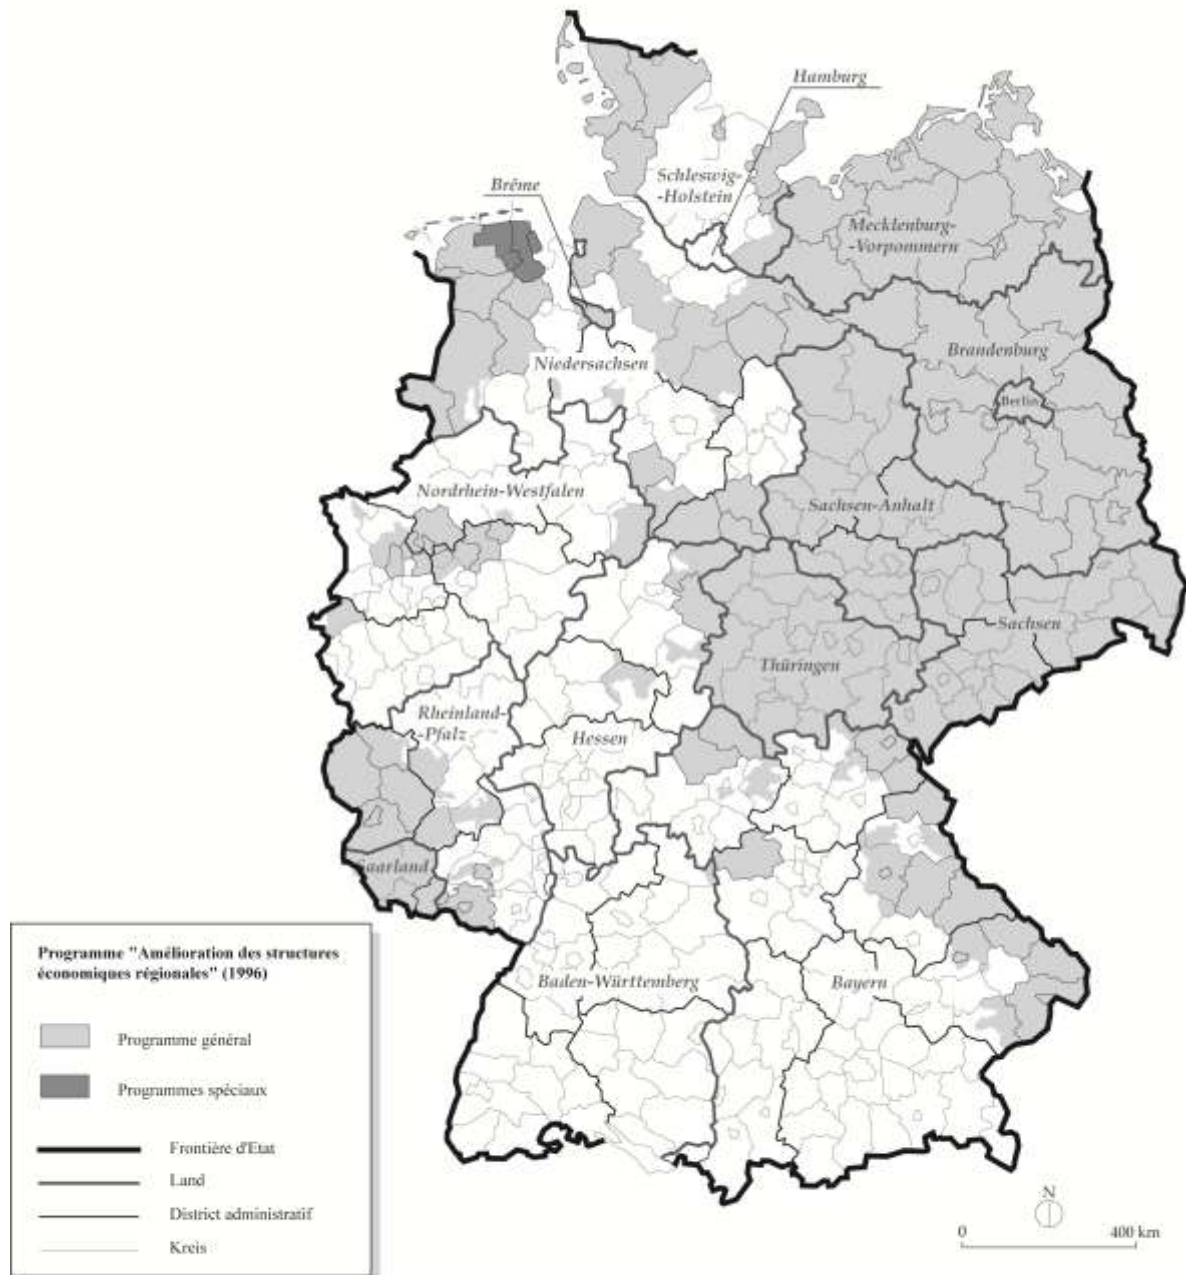 Hamburg
Schleswig-
-Holstein
Brême
Mecklenburg-
-Vorpommern
Niedersachsen
Brandenburg
Berlin
Nordrhein-Westfalen
Sachsen-Anhalt
Sachsen
Thüringen
Rheinland-
-Pfalz
Hessen
Saarland
Baden-Württemberg
Bayern
Programme "Amélioration des structures
économiques régionales" (1996)
Programme général
Programmes spéciaux
Frontière d'Etat
Land
District administratif
Kreis
N
0 400 km